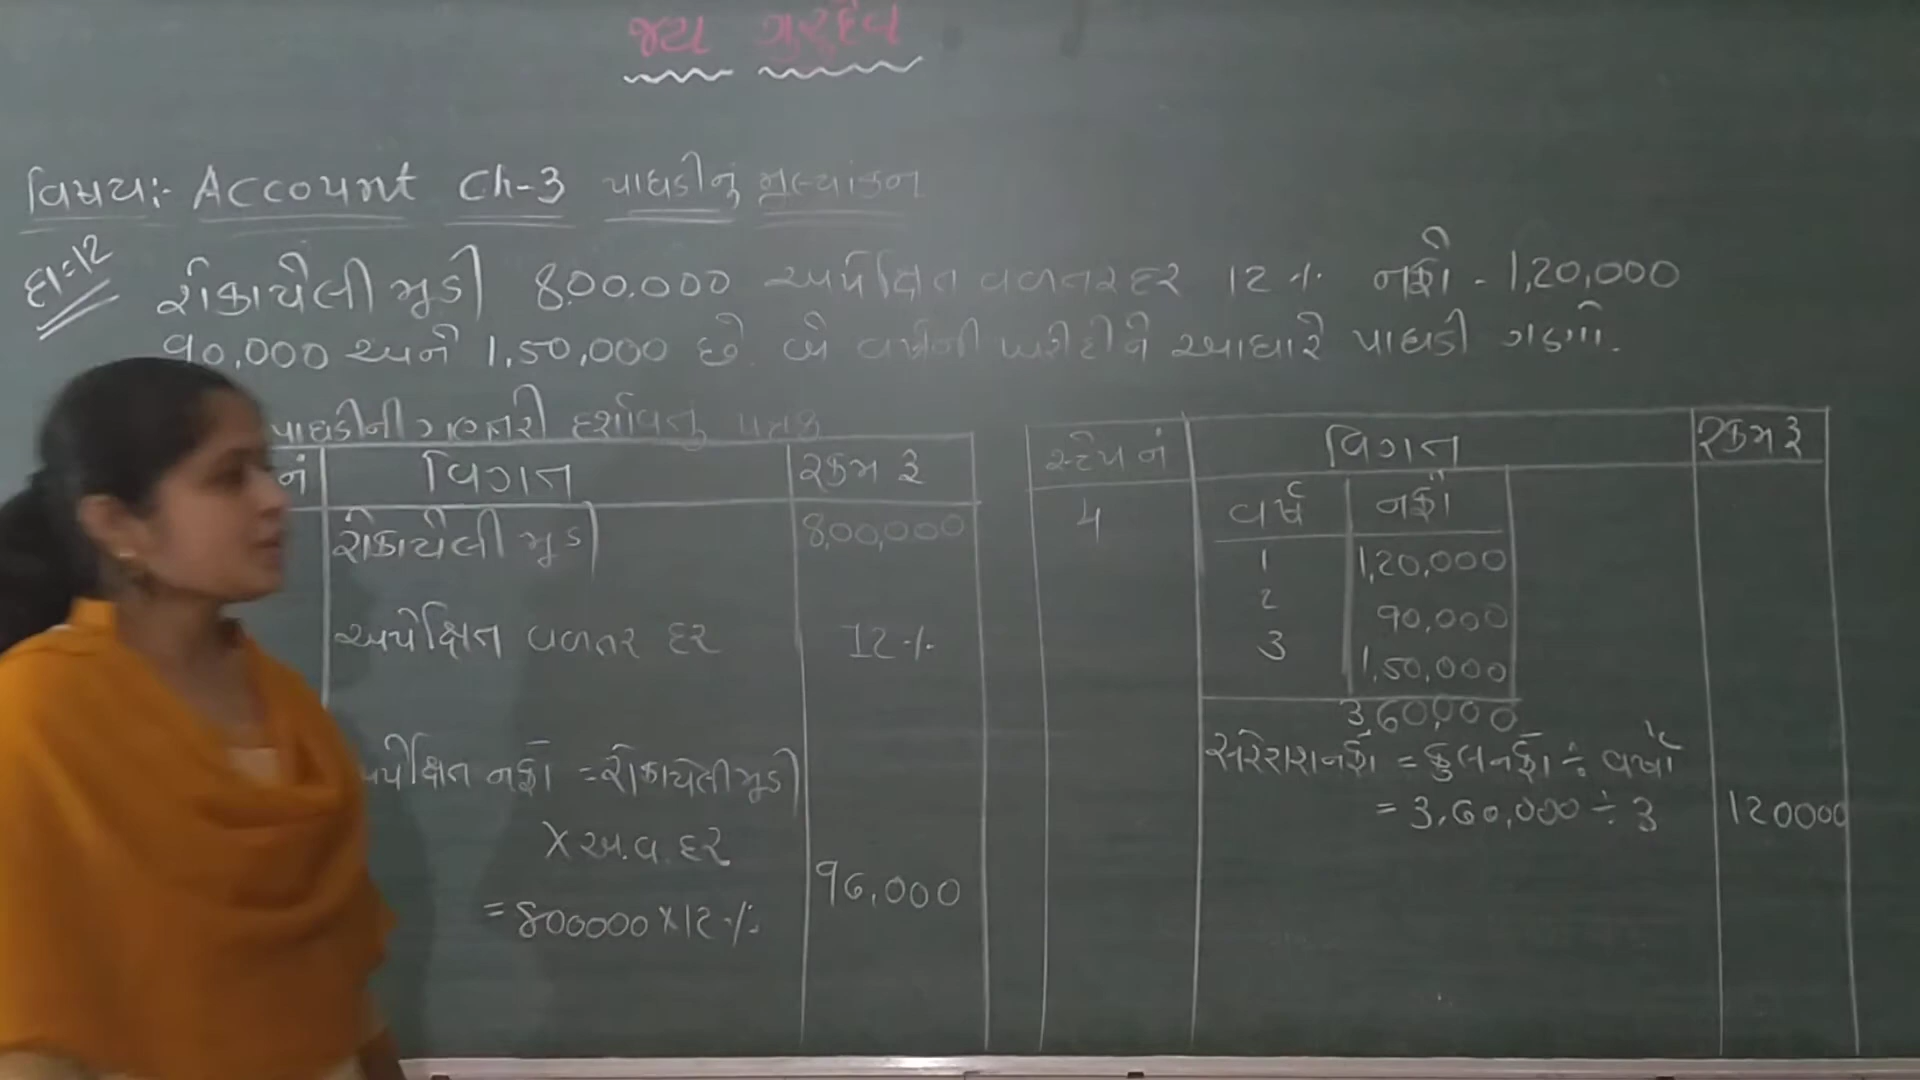 જય ગુરુદેવ
વિષય:- Account Ch-3 પાઘડીનું મૂલ્યાંકન
દા=12 રોકાયેલી મૂડી 8,00,000 અપેક્ષિત વળતર દર 12% નફો - 1,20,000
90,000 અને 1,50,000 છે. બે વર્ષની ખરીદીને આધારે પાઘડી ગણો.
પાઘડીની ગણતરી દર્શાવતું પત્રક
નં વિગત રકમ રૂ
રોકાયેલી મૂડી 8,00,000
અપેક્ષિત વળતર દર 12%
અપેક્ષિત નફો = રોકાયેલી મૂડી
X અ.વ. દર
= 800000 X 12% 96,000
સ્ટેપ નં વિગત રકમ રૂ
4 વર્ષ નફો
1 1,20,000
2 90,000
3 1,50,000
3,60,000
સરેરાશ નફો = કુલ નફો ÷ વર્ષો
= 3,60,000 ÷ 3 120000